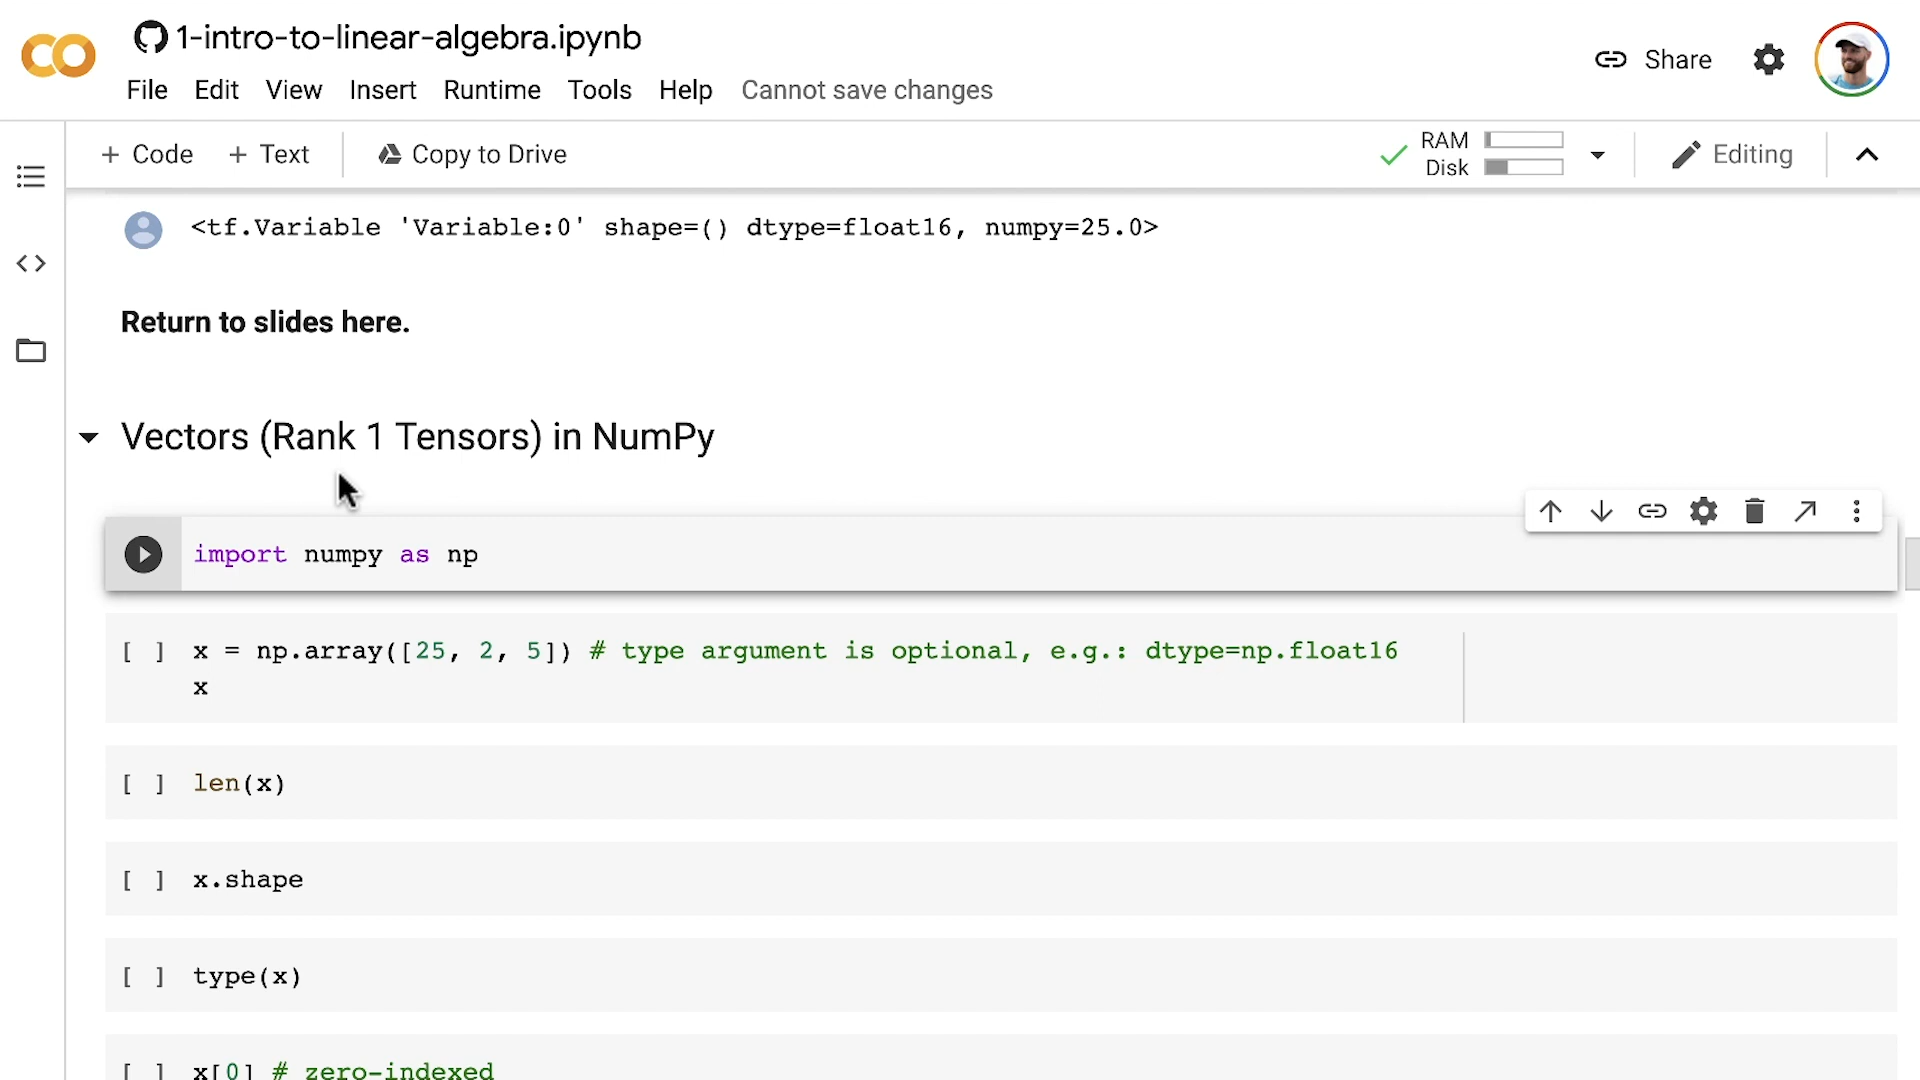 1-intro-to-linear-algebra.ipynb
File Edit View Insert Runtime Tools Help Cannot save changes
Share
+ Code + Text Copy to Drive
RAM
Disk
Editing
<tf.Variable 'Variable:0' shape=() dtype=float16, numpy=25.0>
Return to slides here.
Vectors (Rank 1 Tensors) in NumPy
import numpy as np
[ ] x = np.array([25, 2, 5]) # type argument is optional, e.g.: dtype=np.float16
x
[ ] len(x)
[ ] x.shape
[ ] type(x)
[ ] x[0] # zero-indexed